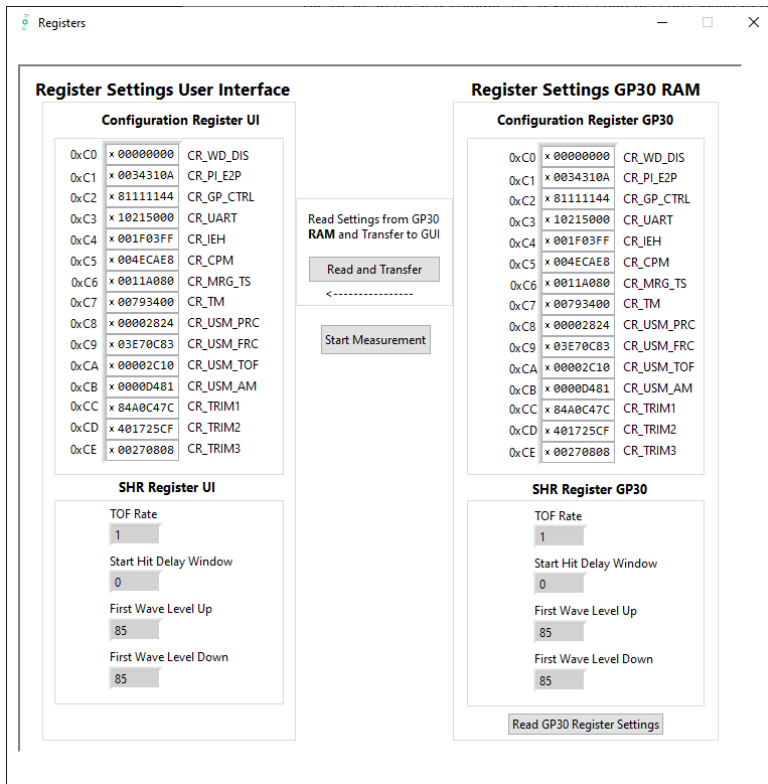 Registers
Register Settings User Interface
Configuration Register UI
0xC0 x 00000000 CR_WD_DIS
0xC1 x 0034310A CR_PI_E2P
0xC2 x 81111144 CR_GP_CTRL
0xC3 x 10215000 CR_UART
0xC4 x 001F03FF CR_IEH
0xC5 x 004ECAE8 CR_CPM
0xC6 x 0011A080 CR_MRG_TS
0xC7 x 00793400 CR_TM
0xC8 x 00002824 CR_USM_PRC
0xC9 x 03E70C83 CR_USM_FRC
0xCA x 00002C10 CR_USM_TOF
0xCB x 0000D481 CR_USM_AM
0xCC x 84A0C47C CR_TRIM1
0xCD x 401725CF CR_TRIM2
0xCE x 00270808 CR_TRIM3
SHR Register UI
TOF Rate
1
Start Hit Delay Window
0
First Wave Level Up
85
First Wave Level Down
85
Read Settings from GP30
RAM and Transfer to GUI
Read and Transfer
<----------------
Start Measurement
Register Settings GP30 RAM
Configuration Register GP30
0xC0 x 00000000 CR_WD_DIS
0xC1 x 0034310A CR_PI_E2P
0xC2 x 81111144 CR_GP_CTRL
0xC3 x 10215000 CR_UART
0xC4 x 001F03FF CR_IEH
0xC5 x 004ECAE8 CR_CPM
0xC6 x 0011A080 CR_MRG_TS
0xC7 x 00793400 CR_TM
0xC8 x 00002824 CR_USM_PRC
0xC9 x 03E70C83 CR_USM_FRC
0xCA x 00002C10 CR_USM_TOF
0xCB x 0000D481 CR_USM_AM
0xCC x 84A0C47C CR_TRIM1
0xCD x 401725CF CR_TRIM2
0xCE x 00270808 CR_TRIM3
SHR Register GP30
TOF Rate
1
Start Hit Delay Window
0
First Wave Level Up
85
First Wave Level Down
85
Read GP30 Register Settings